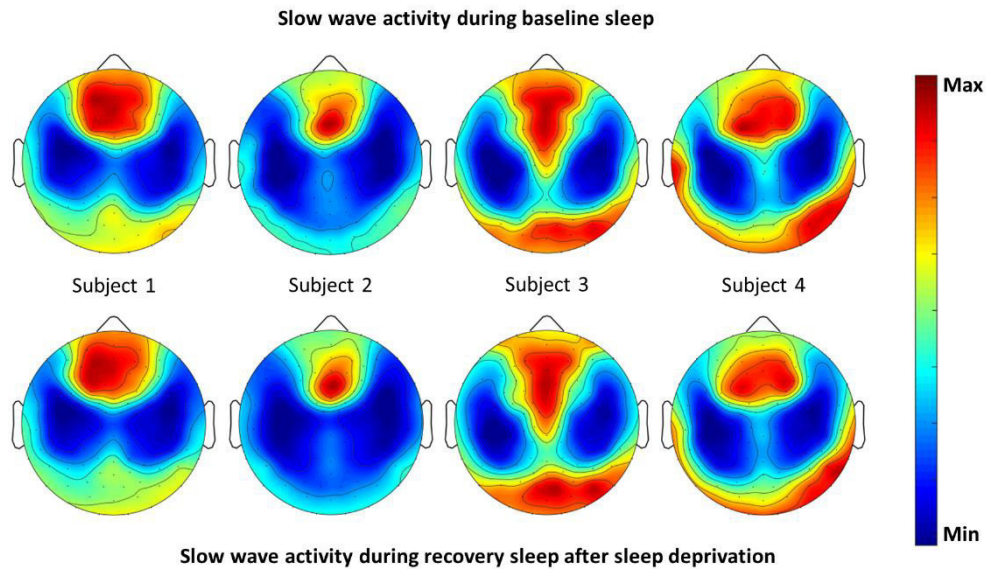 Slow wave activity during baseline sleep
Max
Subject 1
Subject 2
Subject 3
Subject 4
Min
Slow wave activity during recovery sleep after sleep deprivation